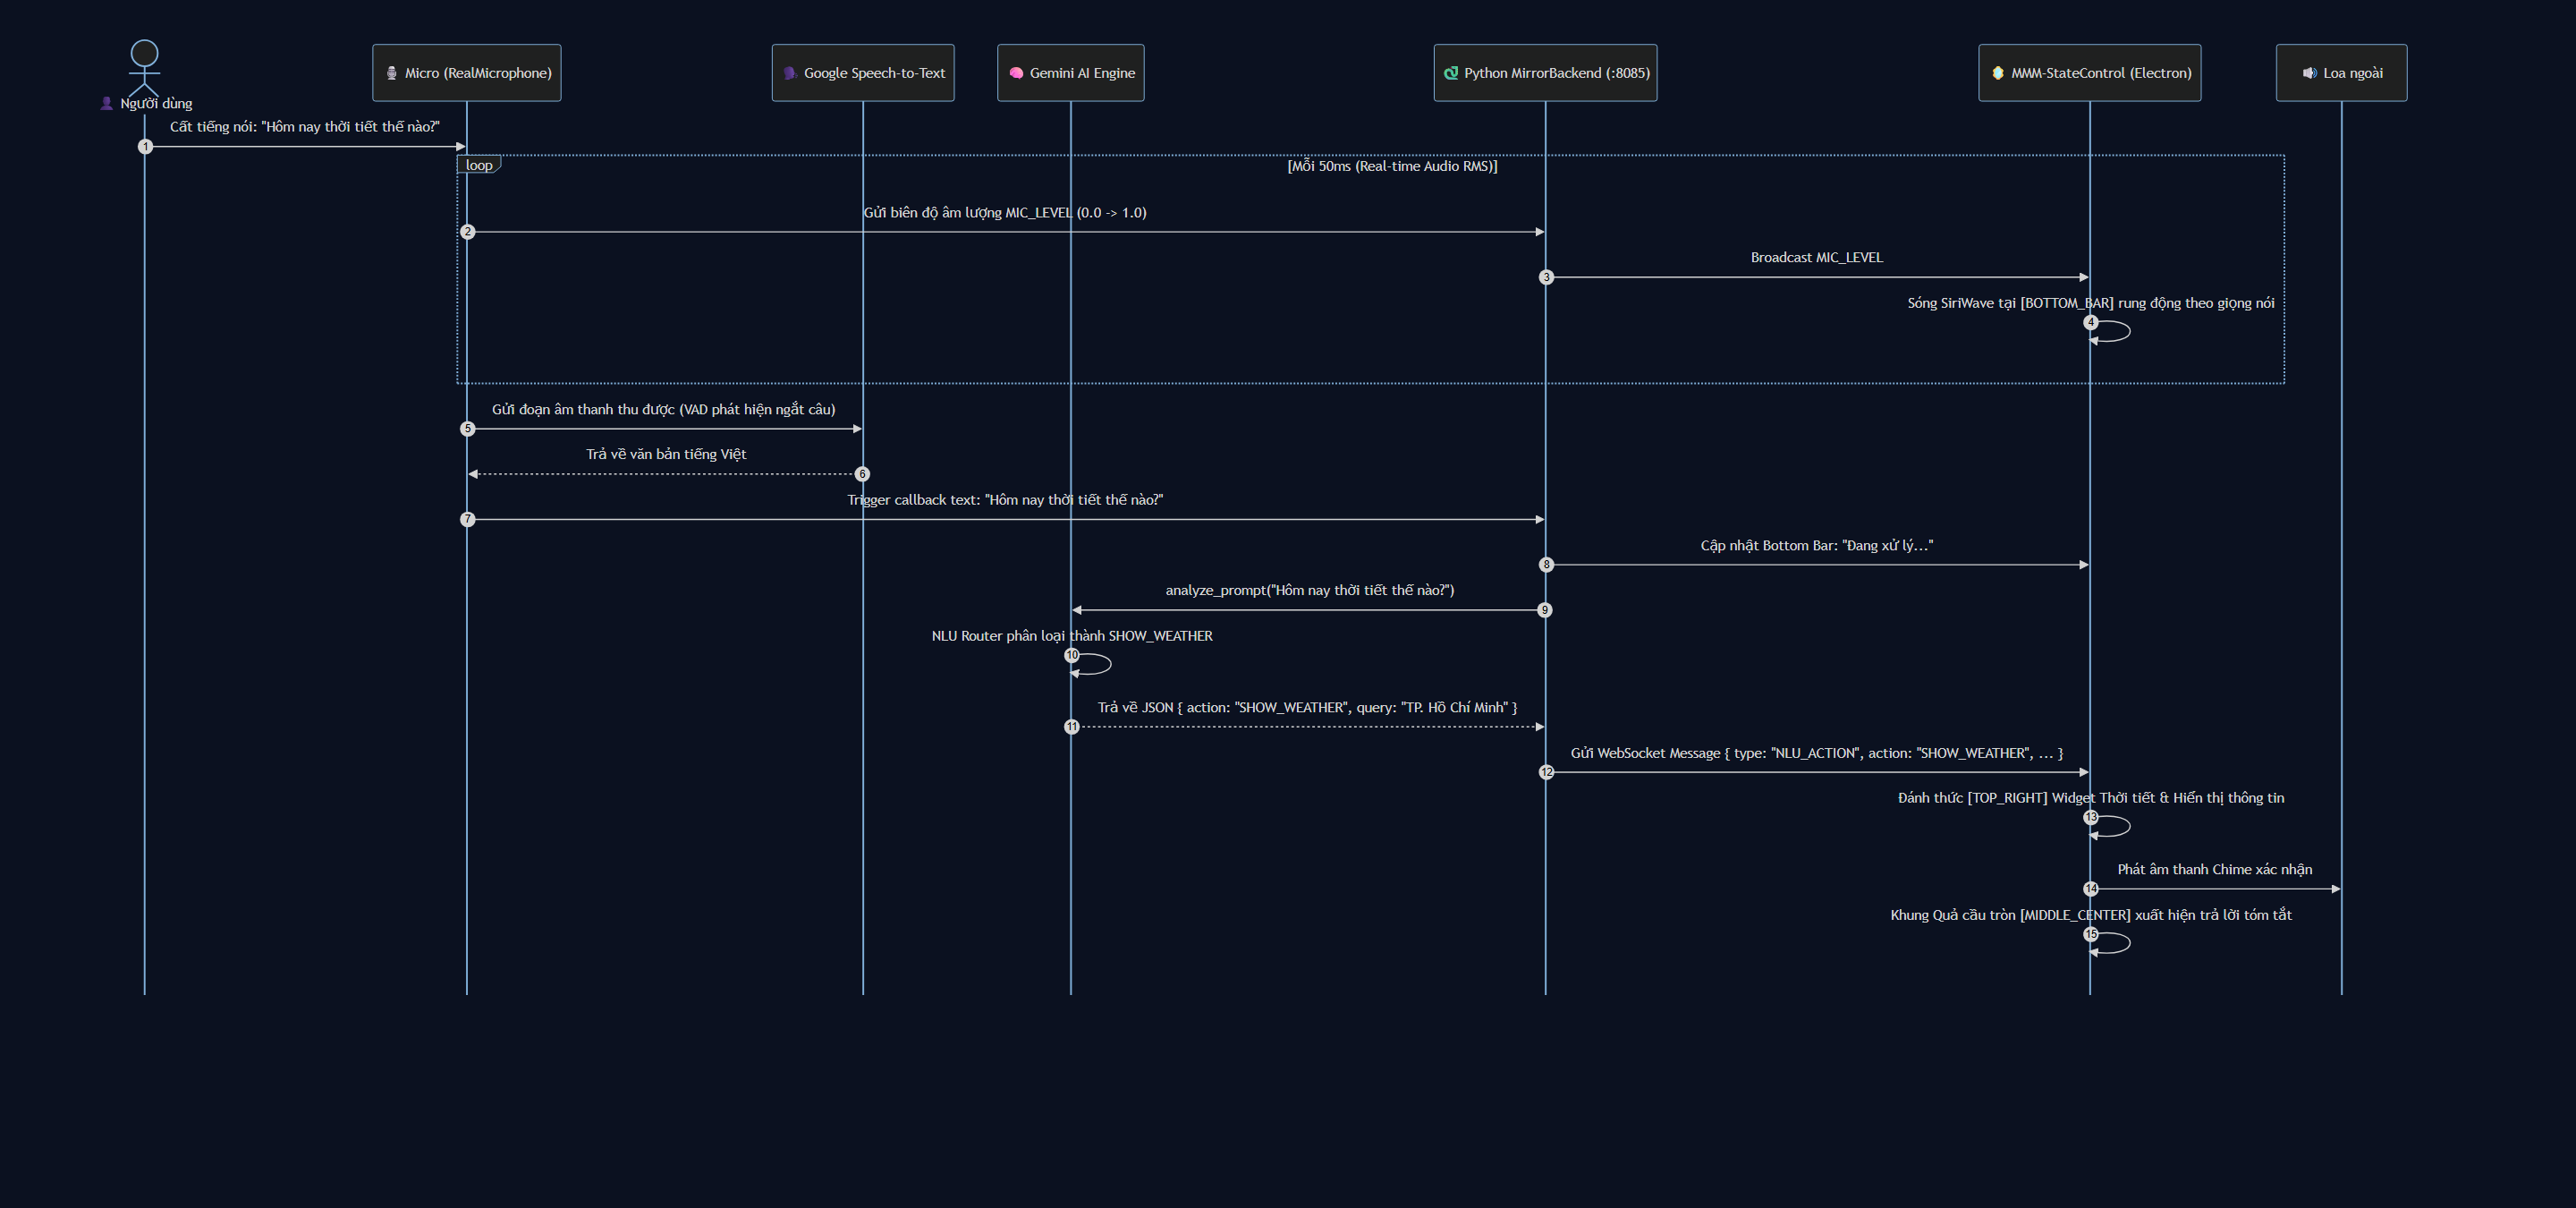 Người dùng
Micro (RealMicrophone)
Google Speech-to-Text
Gemini AI Engine
Python MirrorBackend (:8085)
MMM-StateControl (Electron)
Loa ngoài
Cất tiếng nói: "Hôm nay thời tiết thế nào?"
1
loop
[Mỗi 50ms (Real-time Audio RMS)]
Gửi biên độ âm lượng MIC_LEVEL (0.0 -> 1.0)
2
Broadcast MIC_LEVEL
3
Sóng SiriWave tại [BOTTOM_BAR] rung động theo giọng nói
4
Gửi đoạn âm thanh thu được (VAD phát hiện ngắt câu)
5
Trả về văn bản tiếng Việt
6
Trigger callback text: "Hôm nay thời tiết thế nào?"
7
Cập nhật Bottom Bar: "Đang xử lý..."
8
analyze_prompt("Hôm nay thời tiết thế nào?")
9
NLU Router phân loại thành SHOW_WEATHER
10
Trả về JSON { action: "SHOW_WEATHER", query: "TP. Hồ Chí Minh" }
11
Gửi WebSocket Message { type: "NLU_ACTION", action: "SHOW_WEATHER", ... }
12
Đánh thức [TOP_RIGHT] Widget Thời tiết & Hiển thị thông tin
13
Phát âm thanh Chime xác nhận
14
Khung Quả cầu tròn [MIDDLE_CENTER] xuất hiện trả lời tóm tắt
15